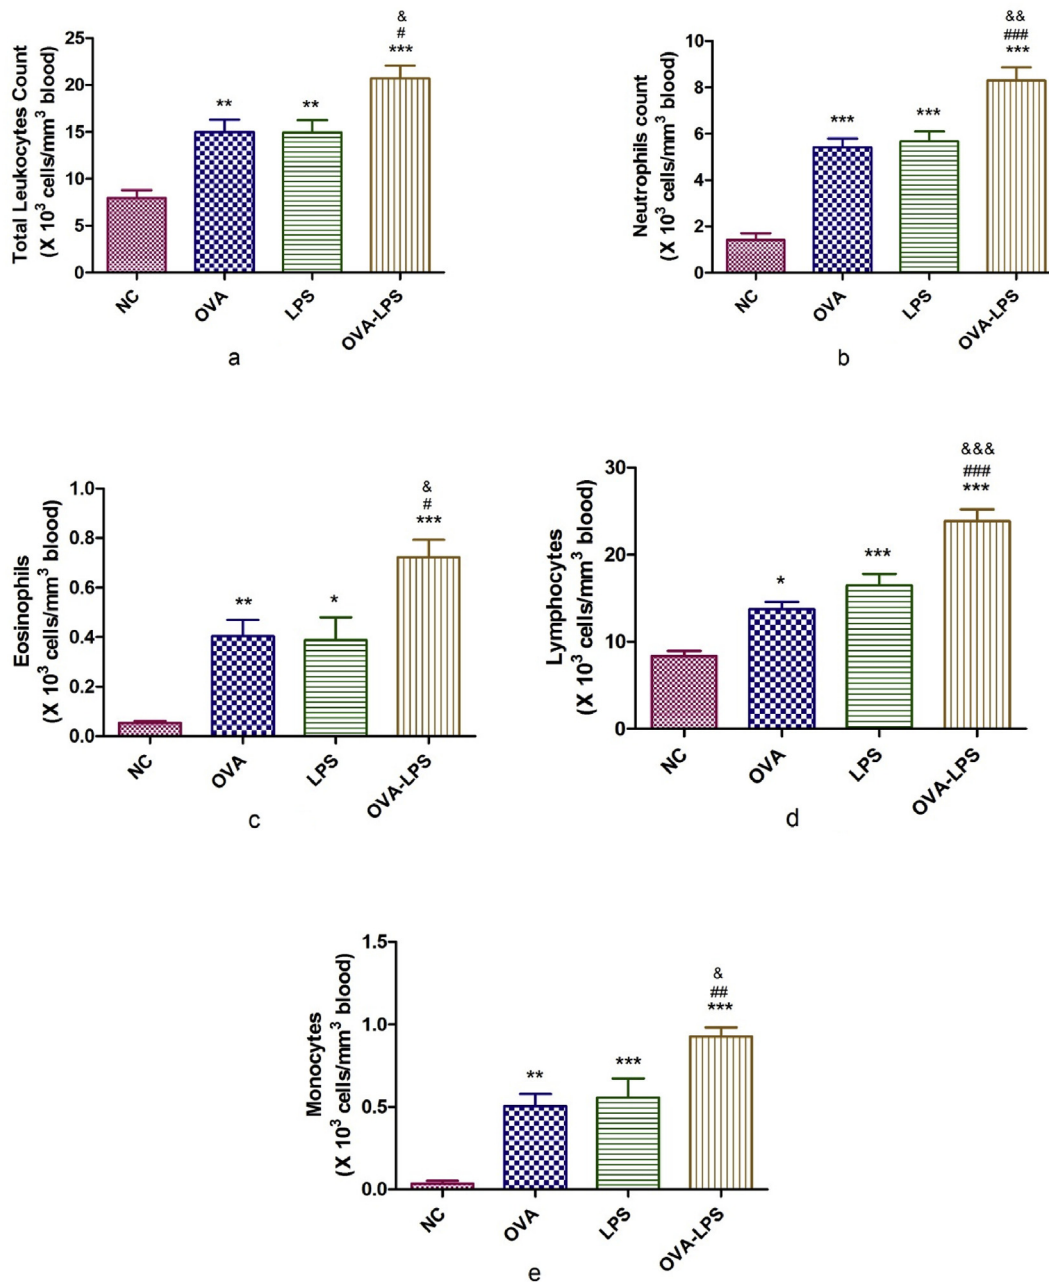 &
#
***
**
**
25
20
15
10
5
0
Total Leukocytes Count
(X 10³ cells/mm³ blood)
NC
OVA
LPS
OVA-LPS
a
&&
###
***
***
***
10
8
6
4
2
0
Neutrophils count
(X 10³ cells/mm³ blood)
NC
OVA
LPS
OVA-LPS
b
&
#
***
**
*
1.0
0.8
0.6
0.4
0.2
0.0
Eosinophils
(X 10³ cells/mm³ blood)
NC
OVA
LPS
OVA-LPS
c
&&&
###
***
***
*
30
20
10
0
Lymphocytes
(X 10³ cells/mm³ blood)
NC
OVA
LPS
OVA-LPS
d
&
##
***
***
**
1.5
1.0
0.5
0.0
Monocytes
(X 10³ cells/mm³ blood)
NC
OVA
LPS
OVA-LPS
e